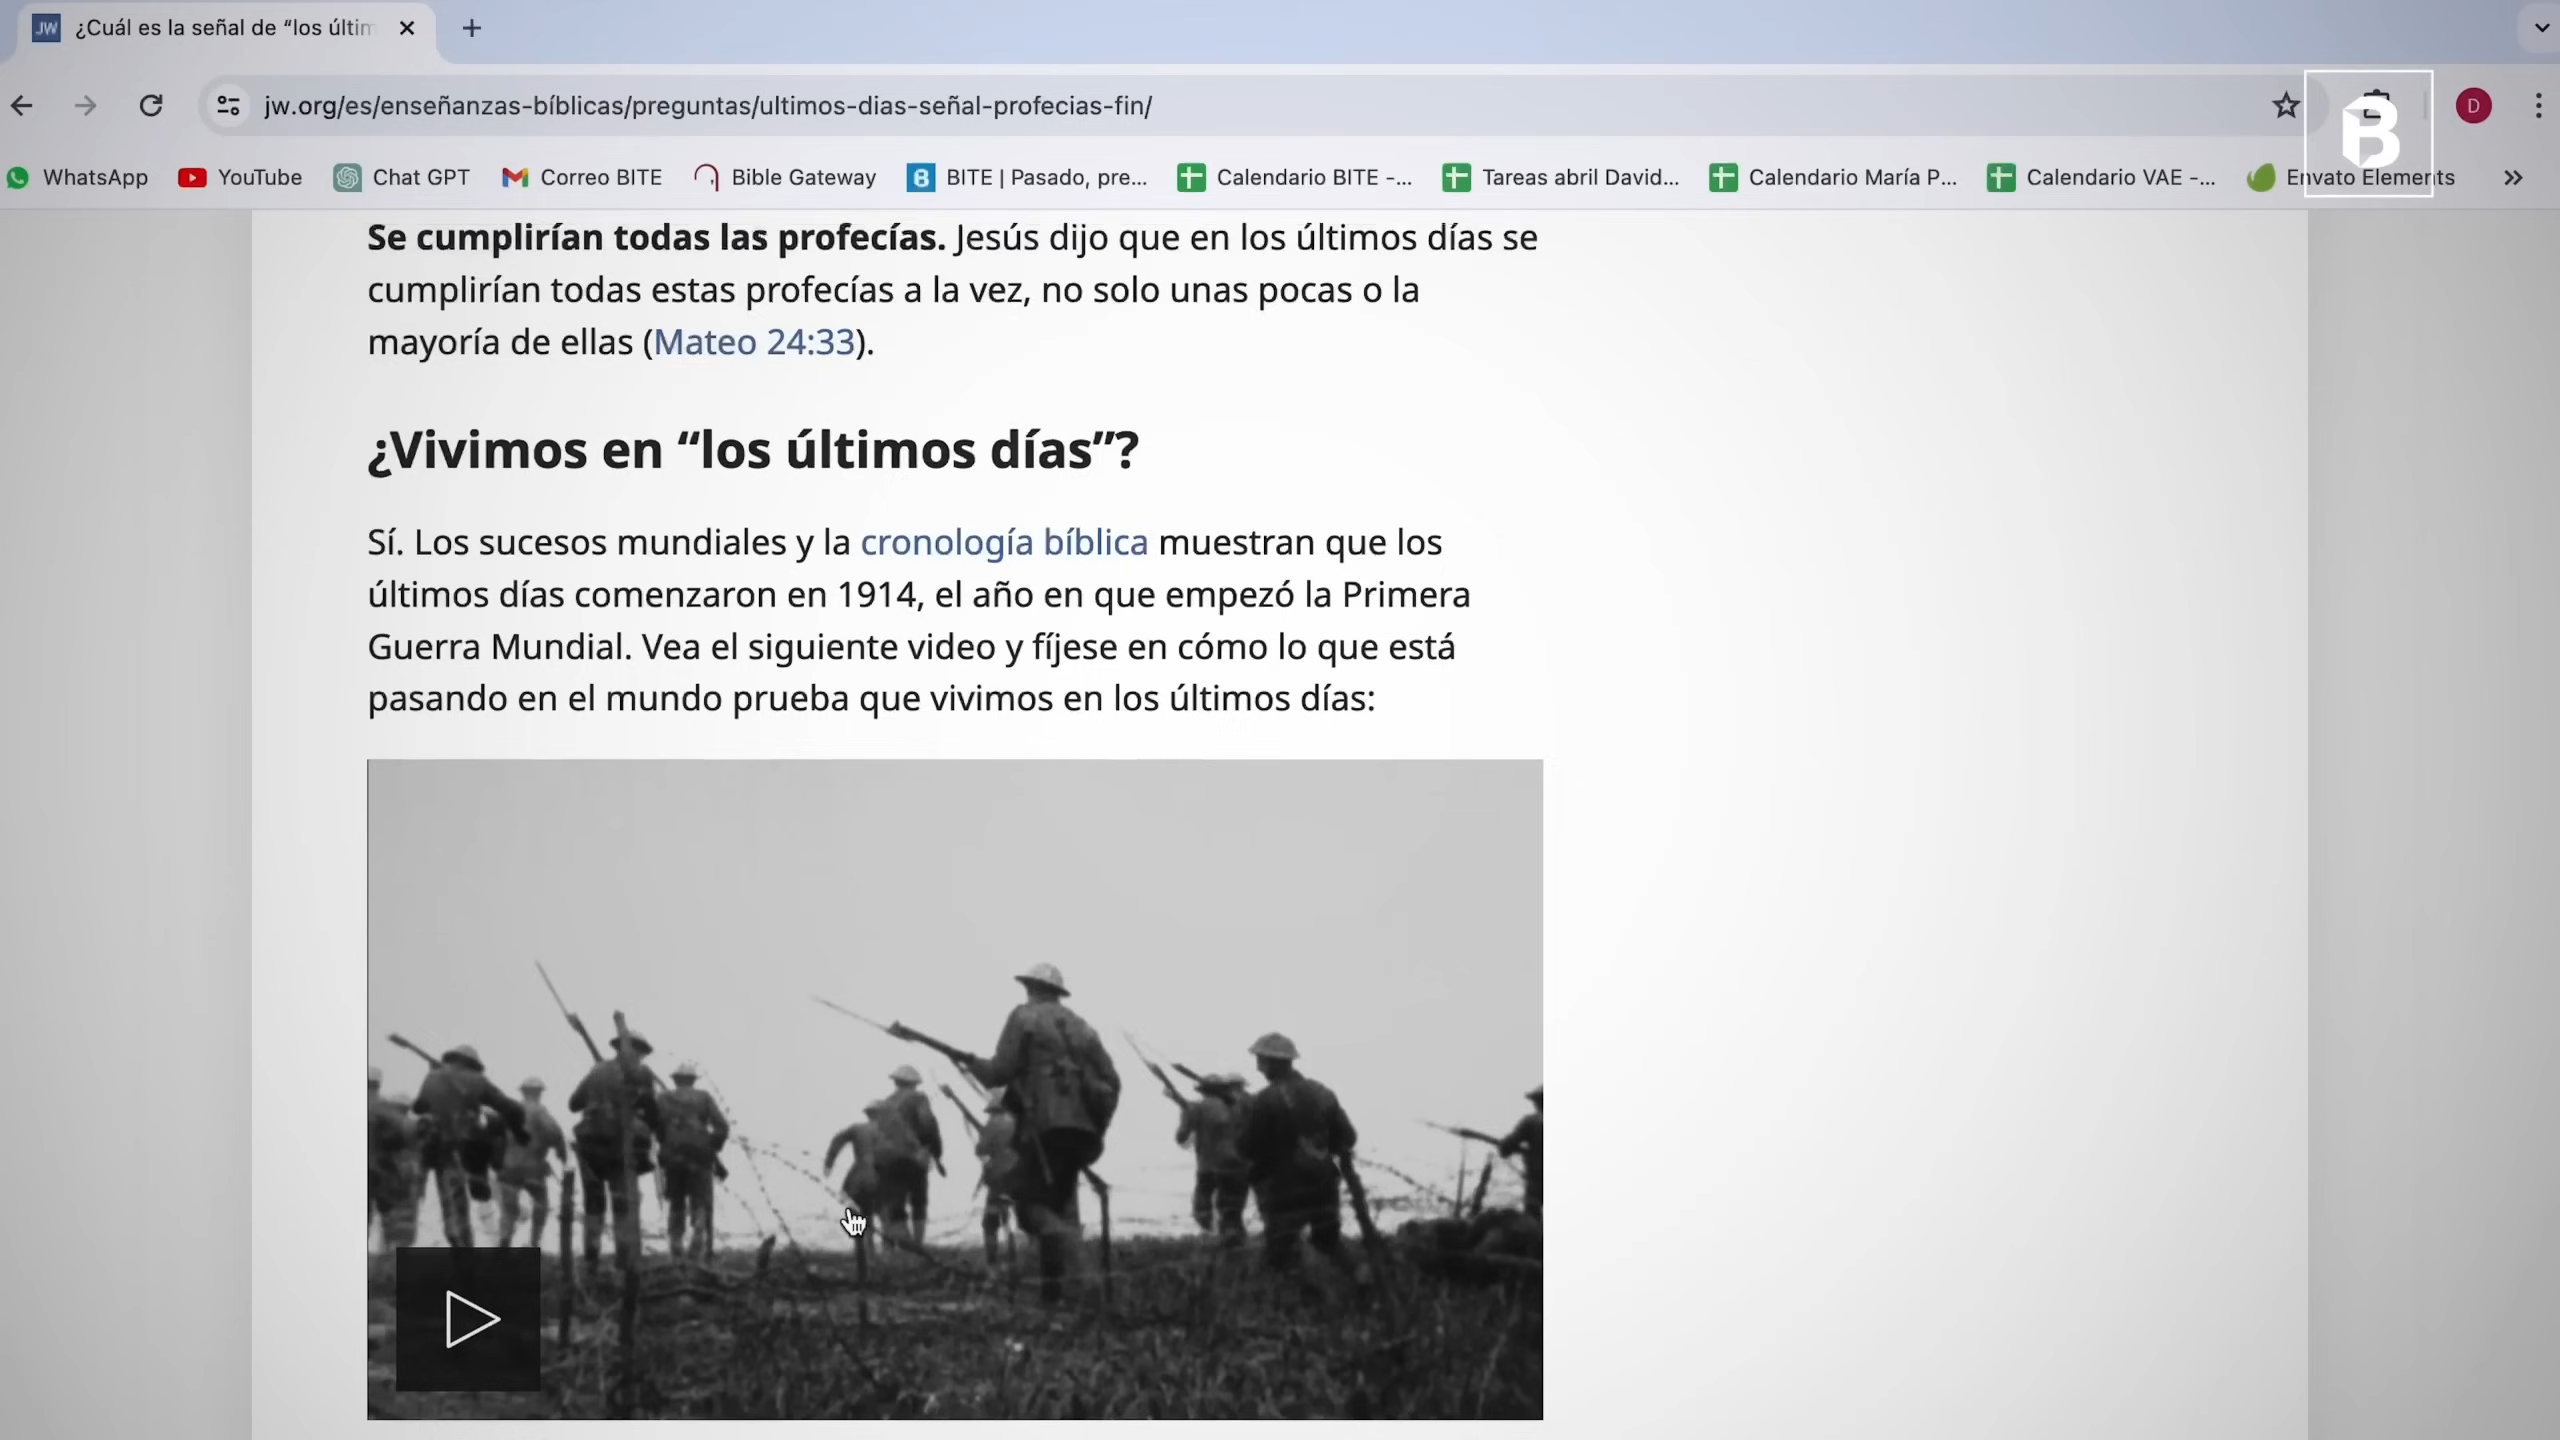 JW ¿Cuál es la señal de “los últim
jw.org/es/enseñanzas-bíblicas/preguntas/ultimos-dias-señal-profecias-fin/
D
B
WhatsApp YouTube Chat GPT Correo BITE Bible Gateway B BITE | Pasado, pre... Calendario BITE -... Tareas abril David... Calendario María P... Calendario VAE -... Envato Elements
Se cumplirían todas las profecías. Jesús dijo que en los últimos días se
cumplirían todas estas profecías a la vez, no solo unas pocas o la
mayoría de ellas (Mateo 24:33).
¿Vivimos en “los últimos días”?
Sí. Los sucesos mundiales y la cronología bíblica muestran que los
últimos días comenzaron en 1914, el año en que empezó la Primera
Guerra Mundial. Vea el siguiente video y fíjese en cómo lo que está
pasando en el mundo prueba que vivimos en los últimos días: